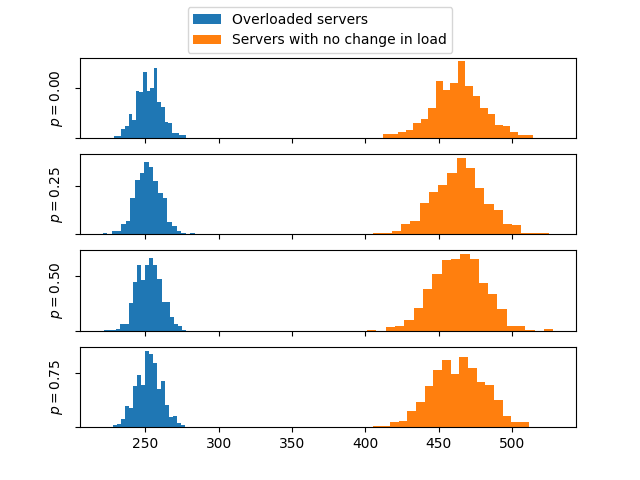 Overloaded servers
Servers with no change in load
p = 0.00
p = 0.25
p = 0.50
p = 0.75
250 300 350 400 450 500